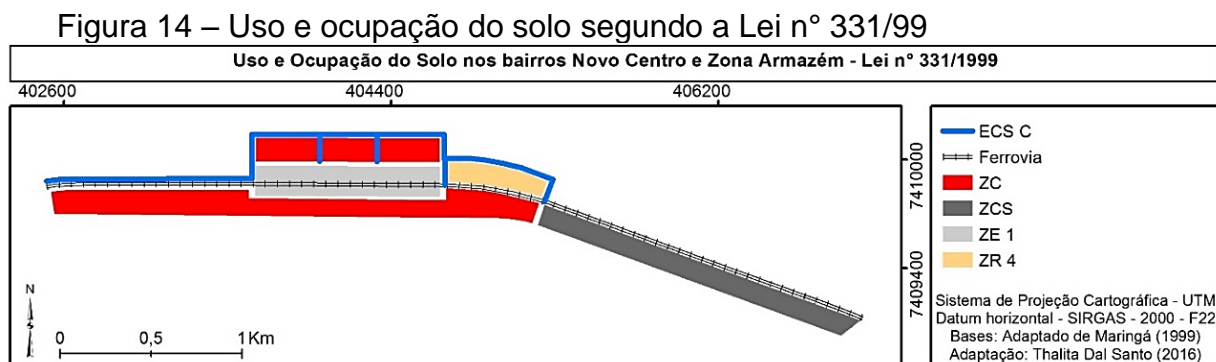 Figura 14 – Uso e ocupação do solo segundo a Lei n° 331/99
Uso e Ocupação do Solo nos bairros Novo Centro e Zona Armazém - Lei n° 331/1999
402600 404400 406200
7410000
7409400
ECS C
Ferrovia
ZC
ZCS
ZE 1
ZR 4
N
S
0 0,5 1 Km
Sistema de Projeção Cartográfica - UTM
Datum horizontal - SIRGAS - 2000 - F22
Bases: Adaptado de Maringá (1999)
Adaptação: Thalita Dal Santo (2016)